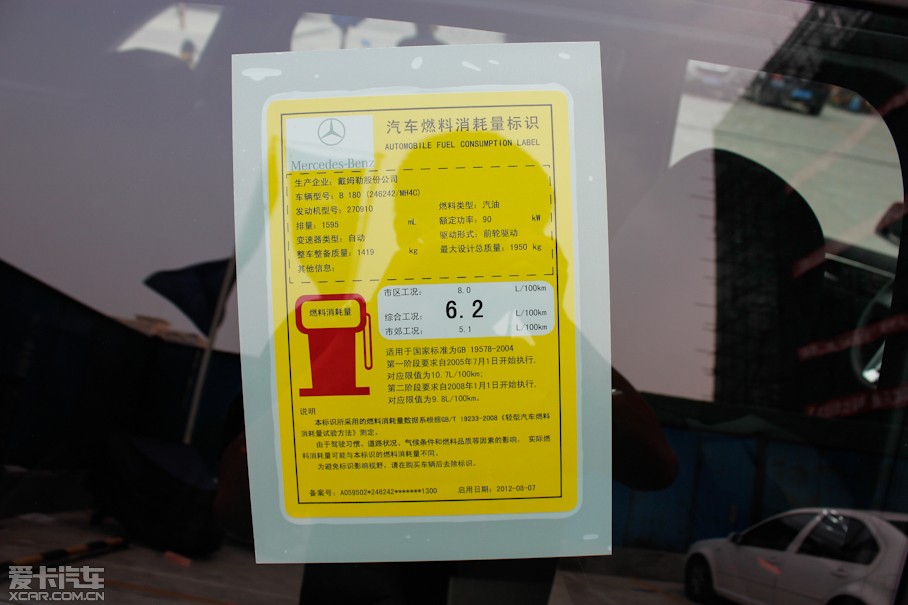 汽车燃料消耗量标识
AUTOMOBILE FUEL CONSUMPTION LABEL
Mercedes-Benz
生产企业：戴姆勒股份公司
车辆型号：B 180 (246242/MH4C)
发动机型号：270910
燃料类型：汽油
排量：1595 mL
额定功率：90 kW
变速器类型：自动
驱动形式：前轮驱动
整车整备质量：1419 kg
最大设计总质量：1950 kg
其他信息：
燃料消耗量
市区工况： 8.0 L/100km
综合工况： 6.2 L/100km
市郊工况： 5.1 L/100km
适用于国家标准为GB 19578-2004
第一阶段要求自2005年7月1日开始执行，
对应限值为10.7L/100km;
第二阶段要求自2008年1月1日开始执行，
对应限值为9.8L/100km。
说明
本标识所采用的燃料消耗量数据系根据GB/T 19233-2008《轻型汽车燃料
消耗量试验方法》测定。
由于驾驶习惯、道路状况、气候条件和燃料品质等因素的影响， 实际燃
料消耗量可能与本标识的燃料消耗量不同。
为避免标识影响视野，请在购买车辆后去除标识。
备案号：A059502*246242*******1300 启用日期：2012-08-07
爱卡汽车
XCAR.COM.CN